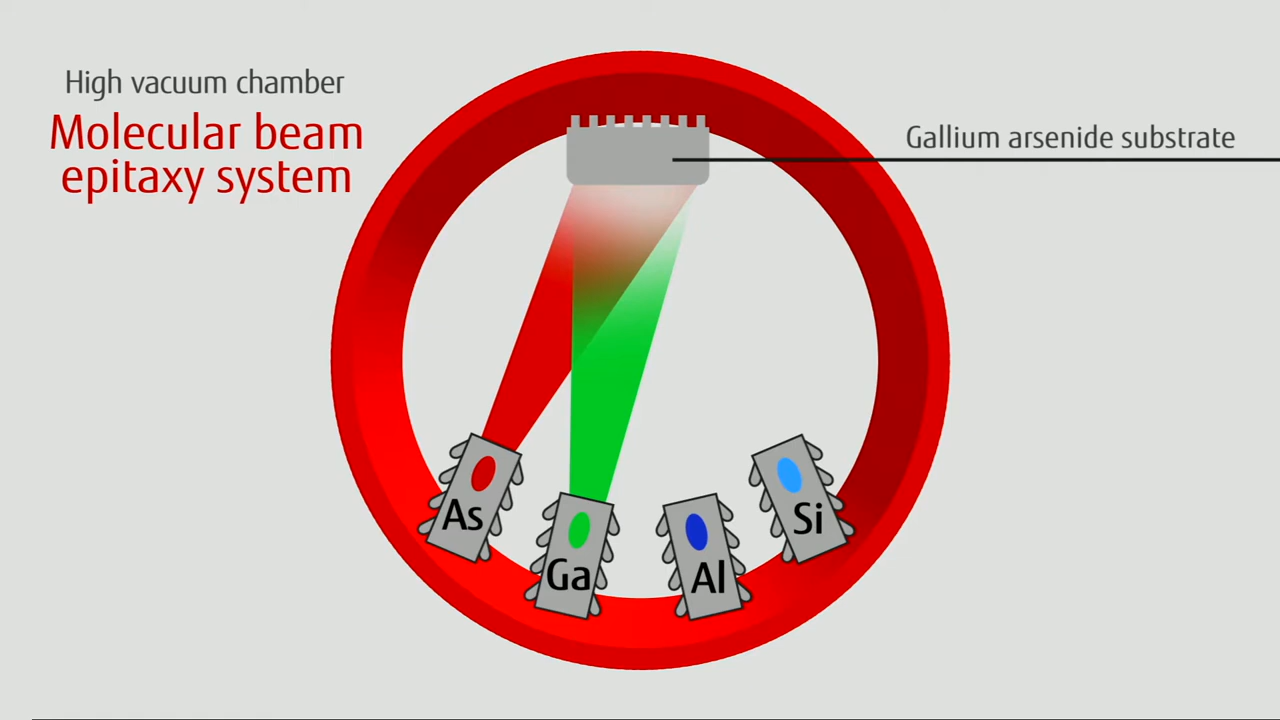 High vacuum chamber
Molecular beam
epitaxy system
Gallium arsenide substrate
As
Ga
Al
Si